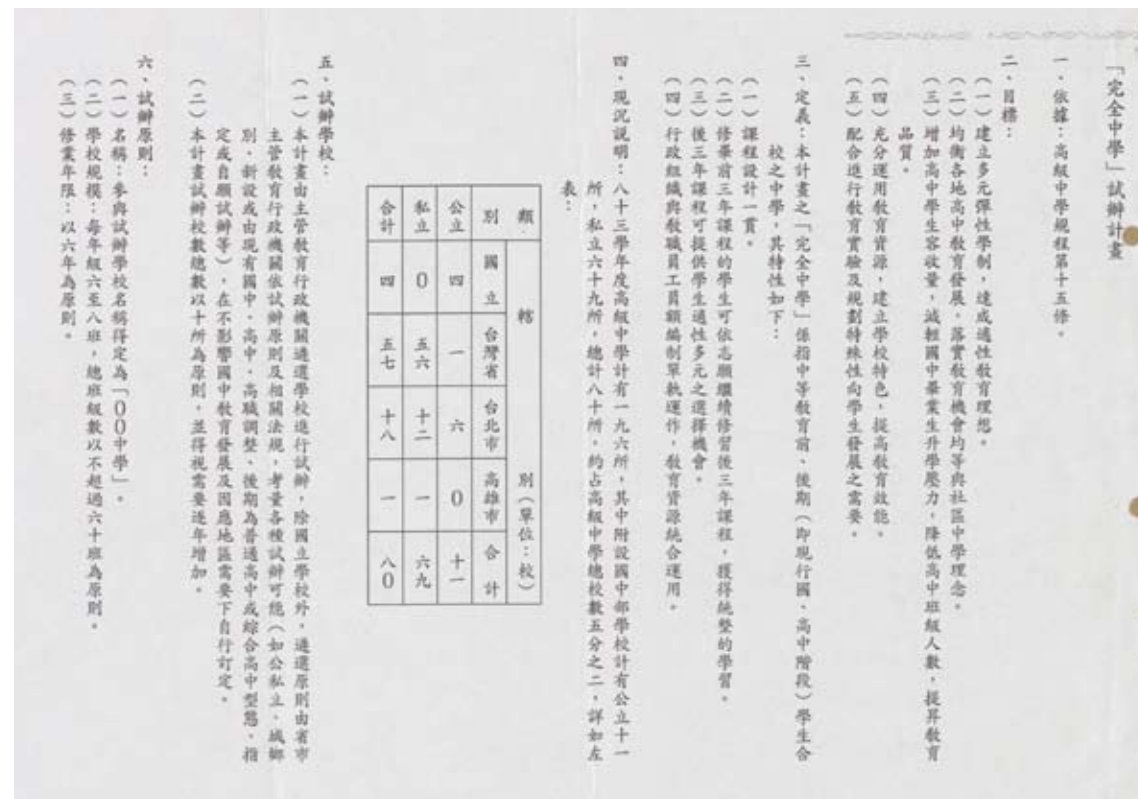 「完全中學」試辦計畫
一、依據：高級中學規程第十五條。
二、目標：
（一）建立多元彈性學制，達成適性教育理想。
（二）均衡各地高中教育發展，落實教育機會均等與社區中學理念。
（三）增加高中學生容收量，減輕國中畢業生升學壓力，降低高中班級人數，提昇教育
品質。
（四）充分運用教育資源，建立學校特色，提高教育效能。
（五）配合進行教育實驗及規劃特殊性向學生發展之需要。
三、定義：本計畫之「完全中學」係指中等教育前、後期（即現行國、高中階段）學生合
校之中學，其特性如下：
（一）課程設計一貫。
（二）修畢前三年課程的學生可依志願繼續修習後三年課程，獲得統整的學習。
（三）後三年課程可提供學生適性多元之選擇機會。
（四）行政組織與教職員工員額編制單軌運作，教育資源統合運用。
四、現況說明：八十三學年度高級中學計有一九六所，其中附設國中部學校計有公立十一
所，私立六十九所，總計八十所，約占高級中學總校數五分之二，詳如左
表：
類 轄 別（單位：校）
別 國立 台灣省 台北市 高雄市 合計
公立 四 一 六 0 十一
私立 0 五六 十二 一 六九
合計 四 五七 十八 一 八0
五、試辦學校：
（一）本計畫由主管教育行政機關遴選學校進行試辦，除國立學校外，遴選原則由省市
主管教育行政機關依試辦原則及相關法規，考量各種試辦可能（如公私立、城鄉
別、新設或由現有國中、高中、高職調整、後期為普通高中或綜合高中型態、指
定或自願試辦等），在不影響國中教育發展及因應地區需要下自行訂定。
（二）本計畫試辦校數總數以十所為原則，並得視需要逐年增加。
六、試辦原則：
（一）名稱：參與試辦學校名稱得定為「00中學」。
（二）學校規模：每年級六至八班，總班級數以不超過六十班為原則。
（三）修業年限：以六年為原則。